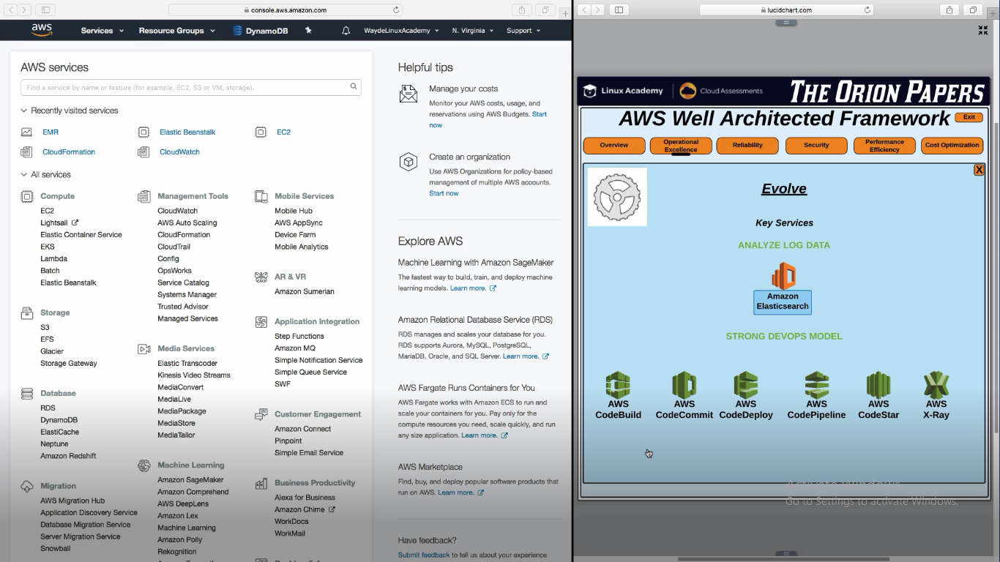 console.aws.amazon.com
aws
Services
Resource Groups
DynamoDB
WaydeLinuxAcademy
N. Virginia
Support
AWS services
Find a service by name or feature (for example, EC2, S3 or VM, storage).
Recently visited services
EMR
Elastic Beanstalk
EC2
CloudFormation
CloudWatch
All services
Compute
EC2
Lightsail
Elastic Container Service
EKS
Lambda
Batch
Elastic Beanstalk
Storage
S3
EFS
Glacier
Storage Gateway
Database
RDS
DynamoDB
ElastiCache
Neptune
Amazon Redshift
Migration
AWS Migration Hub
Application Discovery Service
Database Migration Service
Server Migration Service
Snowball
Management Tools
CloudWatch
AWS Auto Scaling
CloudFormation
CloudTrail
Config
OpsWorks
Service Catalog
Systems Manager
Trusted Advisor
Managed Services
Media Services
Elastic Transcoder
Kinesis Video Streams
MediaConvert
MediaLive
MediaPackage
MediaStore
MediaTailor
Machine Learning
Amazon SageMaker
Amazon Comprehend
AWS DeepLens
Amazon Lex
Machine Learning
Amazon Polly
Rekognition
Mobile Services
Mobile Hub
AWS AppSync
Device Farm
Mobile Analytics
AR & VR
Amazon Sumerian
Application Integration
Step Functions
Amazon MQ
Simple Notification Service
Simple Queue Service
SWF
Customer Engagement
Amazon Connect
Pinpoint
Simple Email Service
Business Productivity
Alexa for Business
Amazon Chime
WorkDocs
WorkMail
Helpful tips
Manage your costs
Monitor your AWS costs, usage, and
reservations using AWS Budgets. Start
now
Create an organization
Use AWS Organizations for policy-based
management of multiple AWS accounts.
Start now
Explore AWS
Machine Learning with Amazon SageMaker
The fastest way to build, train, and deploy machine
learning models. Learn more.
Amazon Relational Database Service (RDS)
RDS manages and scales your database for you.
RDS supports Aurora, MySQL, PostgreSQL,
MariaDB, Oracle, and SQL Server. Learn more.
AWS Fargate Runs Containers for You
AWS Fargate works with Amazon ECS to run and
scale your containers for you. Pay only for the
compute resources you need, scale quickly, and run
any size application. Learn more.
AWS Marketplace
Find, buy, and deploy popular software products that
run on AWS. Learn more.
Have feedback?
Submit feedback to tell us about your experience
lucidchart.com
Linux Academy
Cloud Assessments
THE ORION PAPERS
AWS Well Architected Framework
Exit
Overview
Operational
Excellence
Reliability
Security
Performance
Efficiency
Cost Optimization
X
Evolve
Key Services
ANALYZE LOG DATA
Amazon
Elasticsearch
STRONG DEVOPS MODEL
AWS
CodeBuild
AWS
CodeCommit
AWS
CodeDeploy
AWS
CodePipeline
AWS
CodeStar
AWS
X-Ray
Activate Windows
Go to Settings to activate Windows.